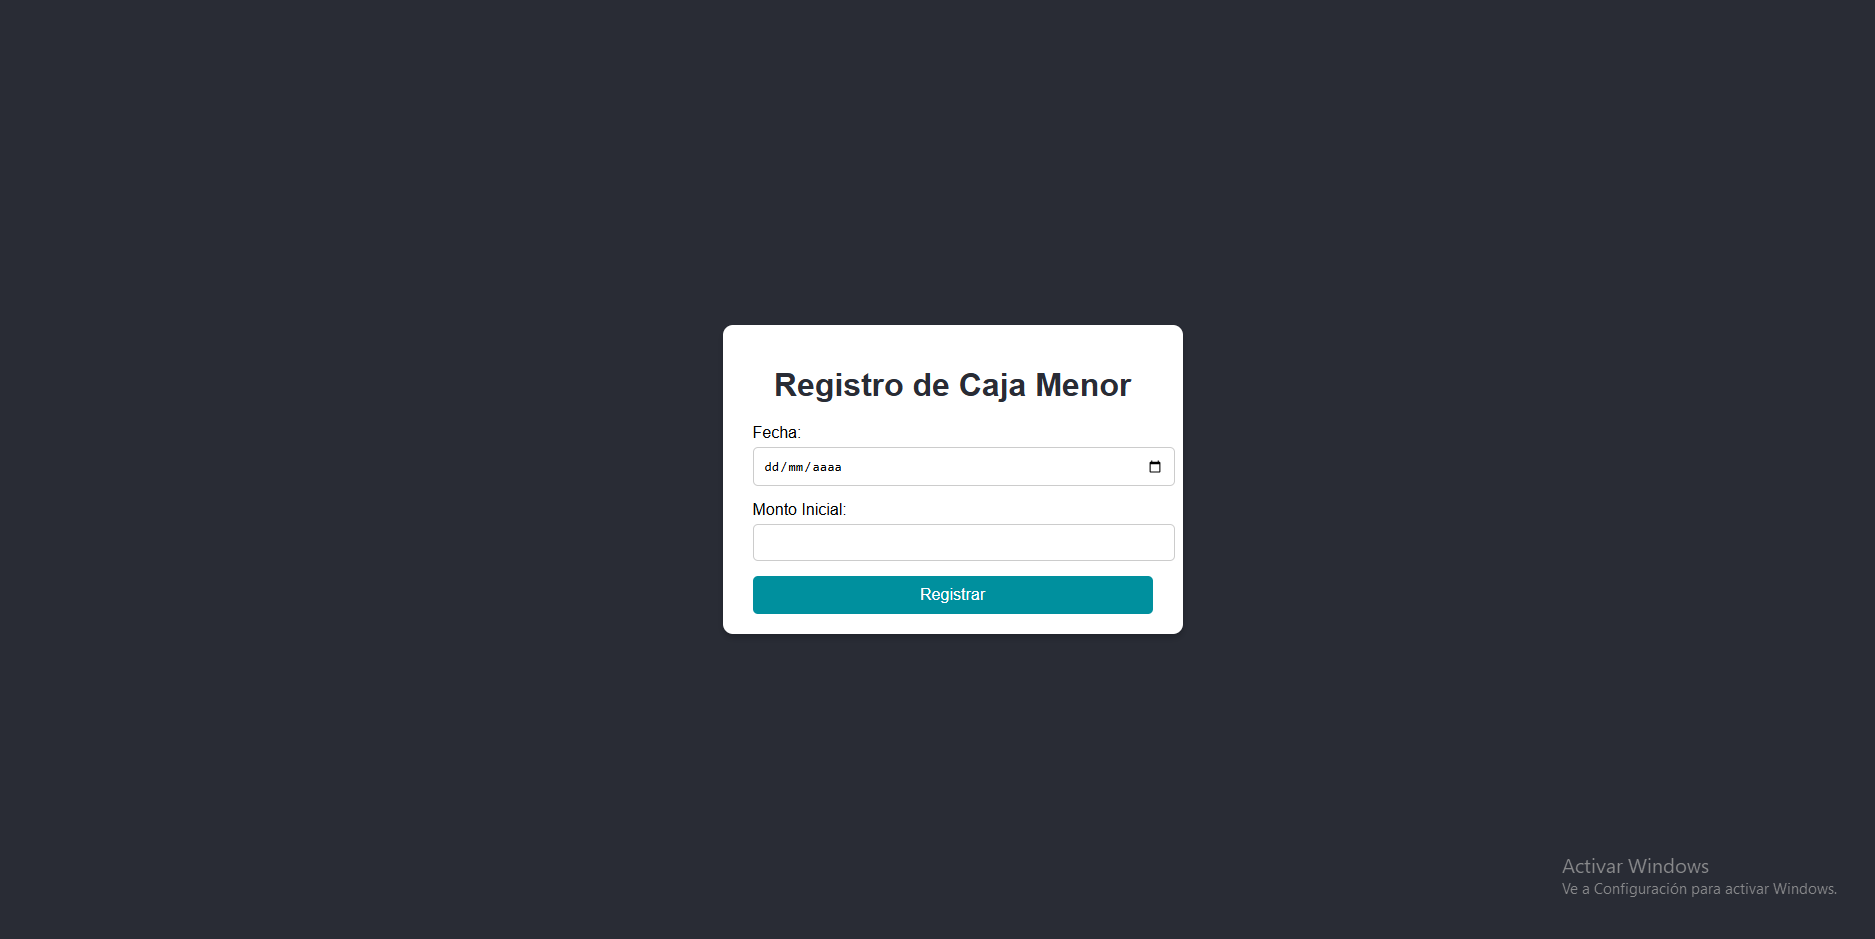 Registro de Caja Menor
Fecha:
dd/mm/aaaa
Monto Inicial:
Registrar
Activar Windows
Ve a Configuración para activar Windows.